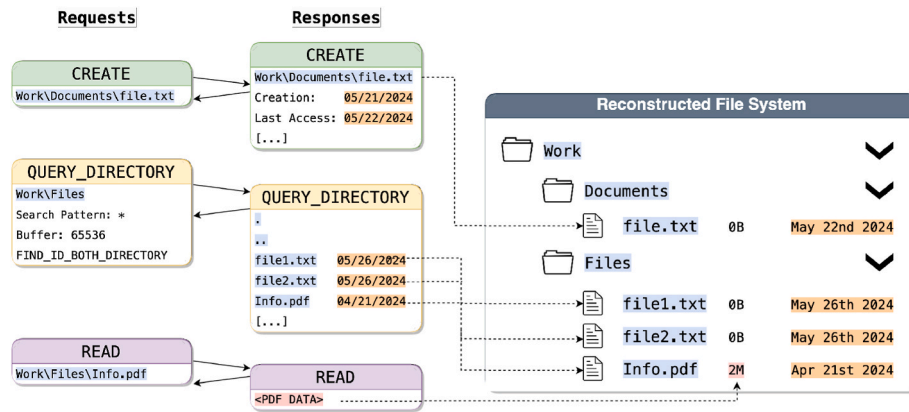 Requests
Responses
CREATE
Work\Documents\file.txt
CREATE
Work\Documents\file.txt
Creation: 05/21/2024
Last Access: 05/22/2024
[...]
QUERY_DIRECTORY
Work\Files
Search Pattern: *
Buffer: 65536
FIND_ID_BOTH_DIRECTORY
QUERY_DIRECTORY
.
..
file1.txt 05/26/2024
file2.txt 05/26/2024
Info.pdf 04/21/2024
[...]
READ
Work\Files\Info.pdf
READ
<PDF DATA>
Reconstructed File System
Work
Documents
file.txt 0B May 22nd 2024
Files
file1.txt 0B May 26th 2024
file2.txt 0B May 26th 2024
Info.pdf 2M Apr 21st 2024